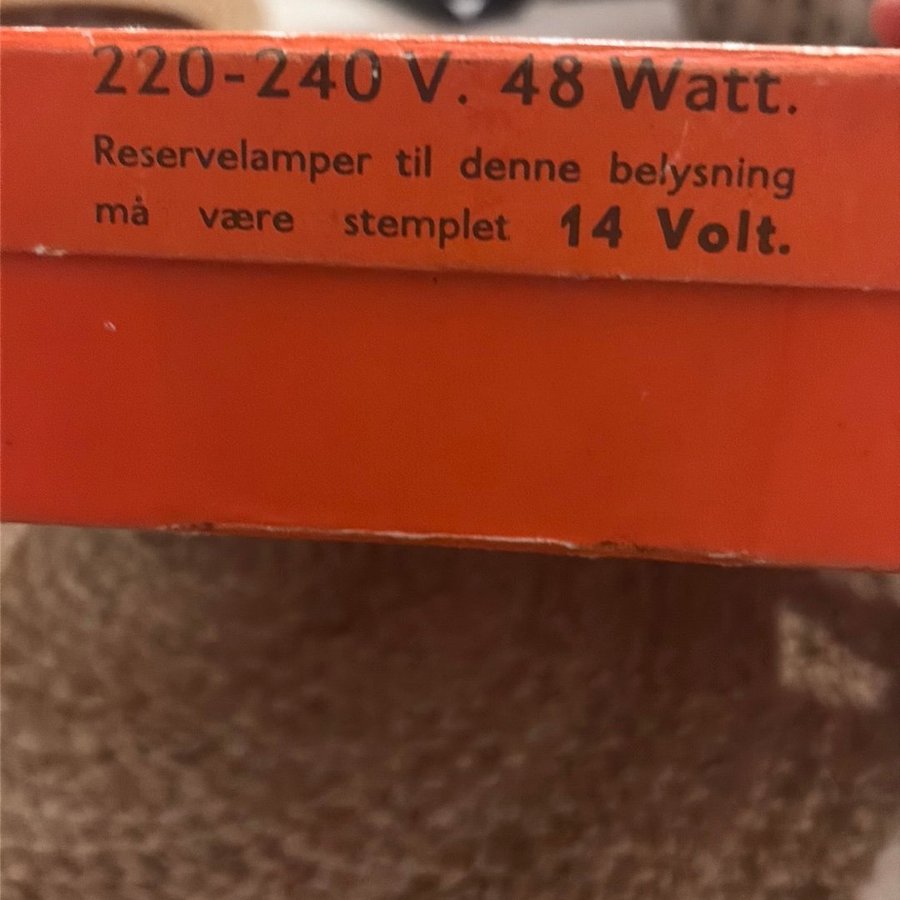 220-240 V. 48 Watt.
Reservelamper til denne belysning
må være stemplet 14 Volt.